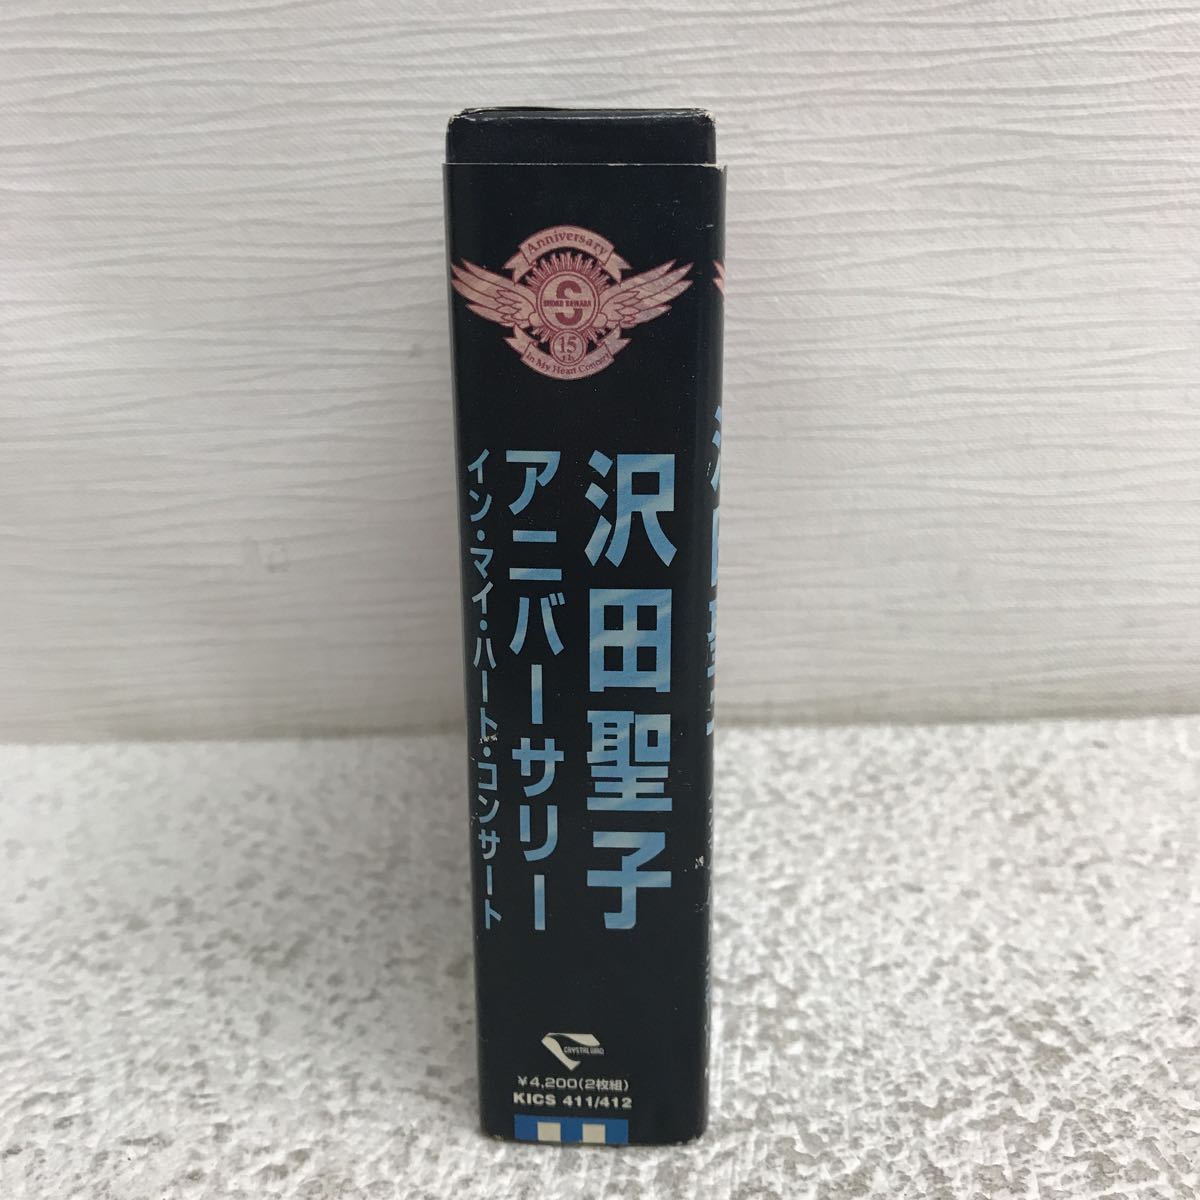 Anniversary
S
SHOKO SAWADA
15
th
In My Heart Concert
沢田聖子
アニバーサリー
イン・マイ・ハート・コンサート
CRYSTAL BIRD
¥4,200(2枚組)
KICS 411/412